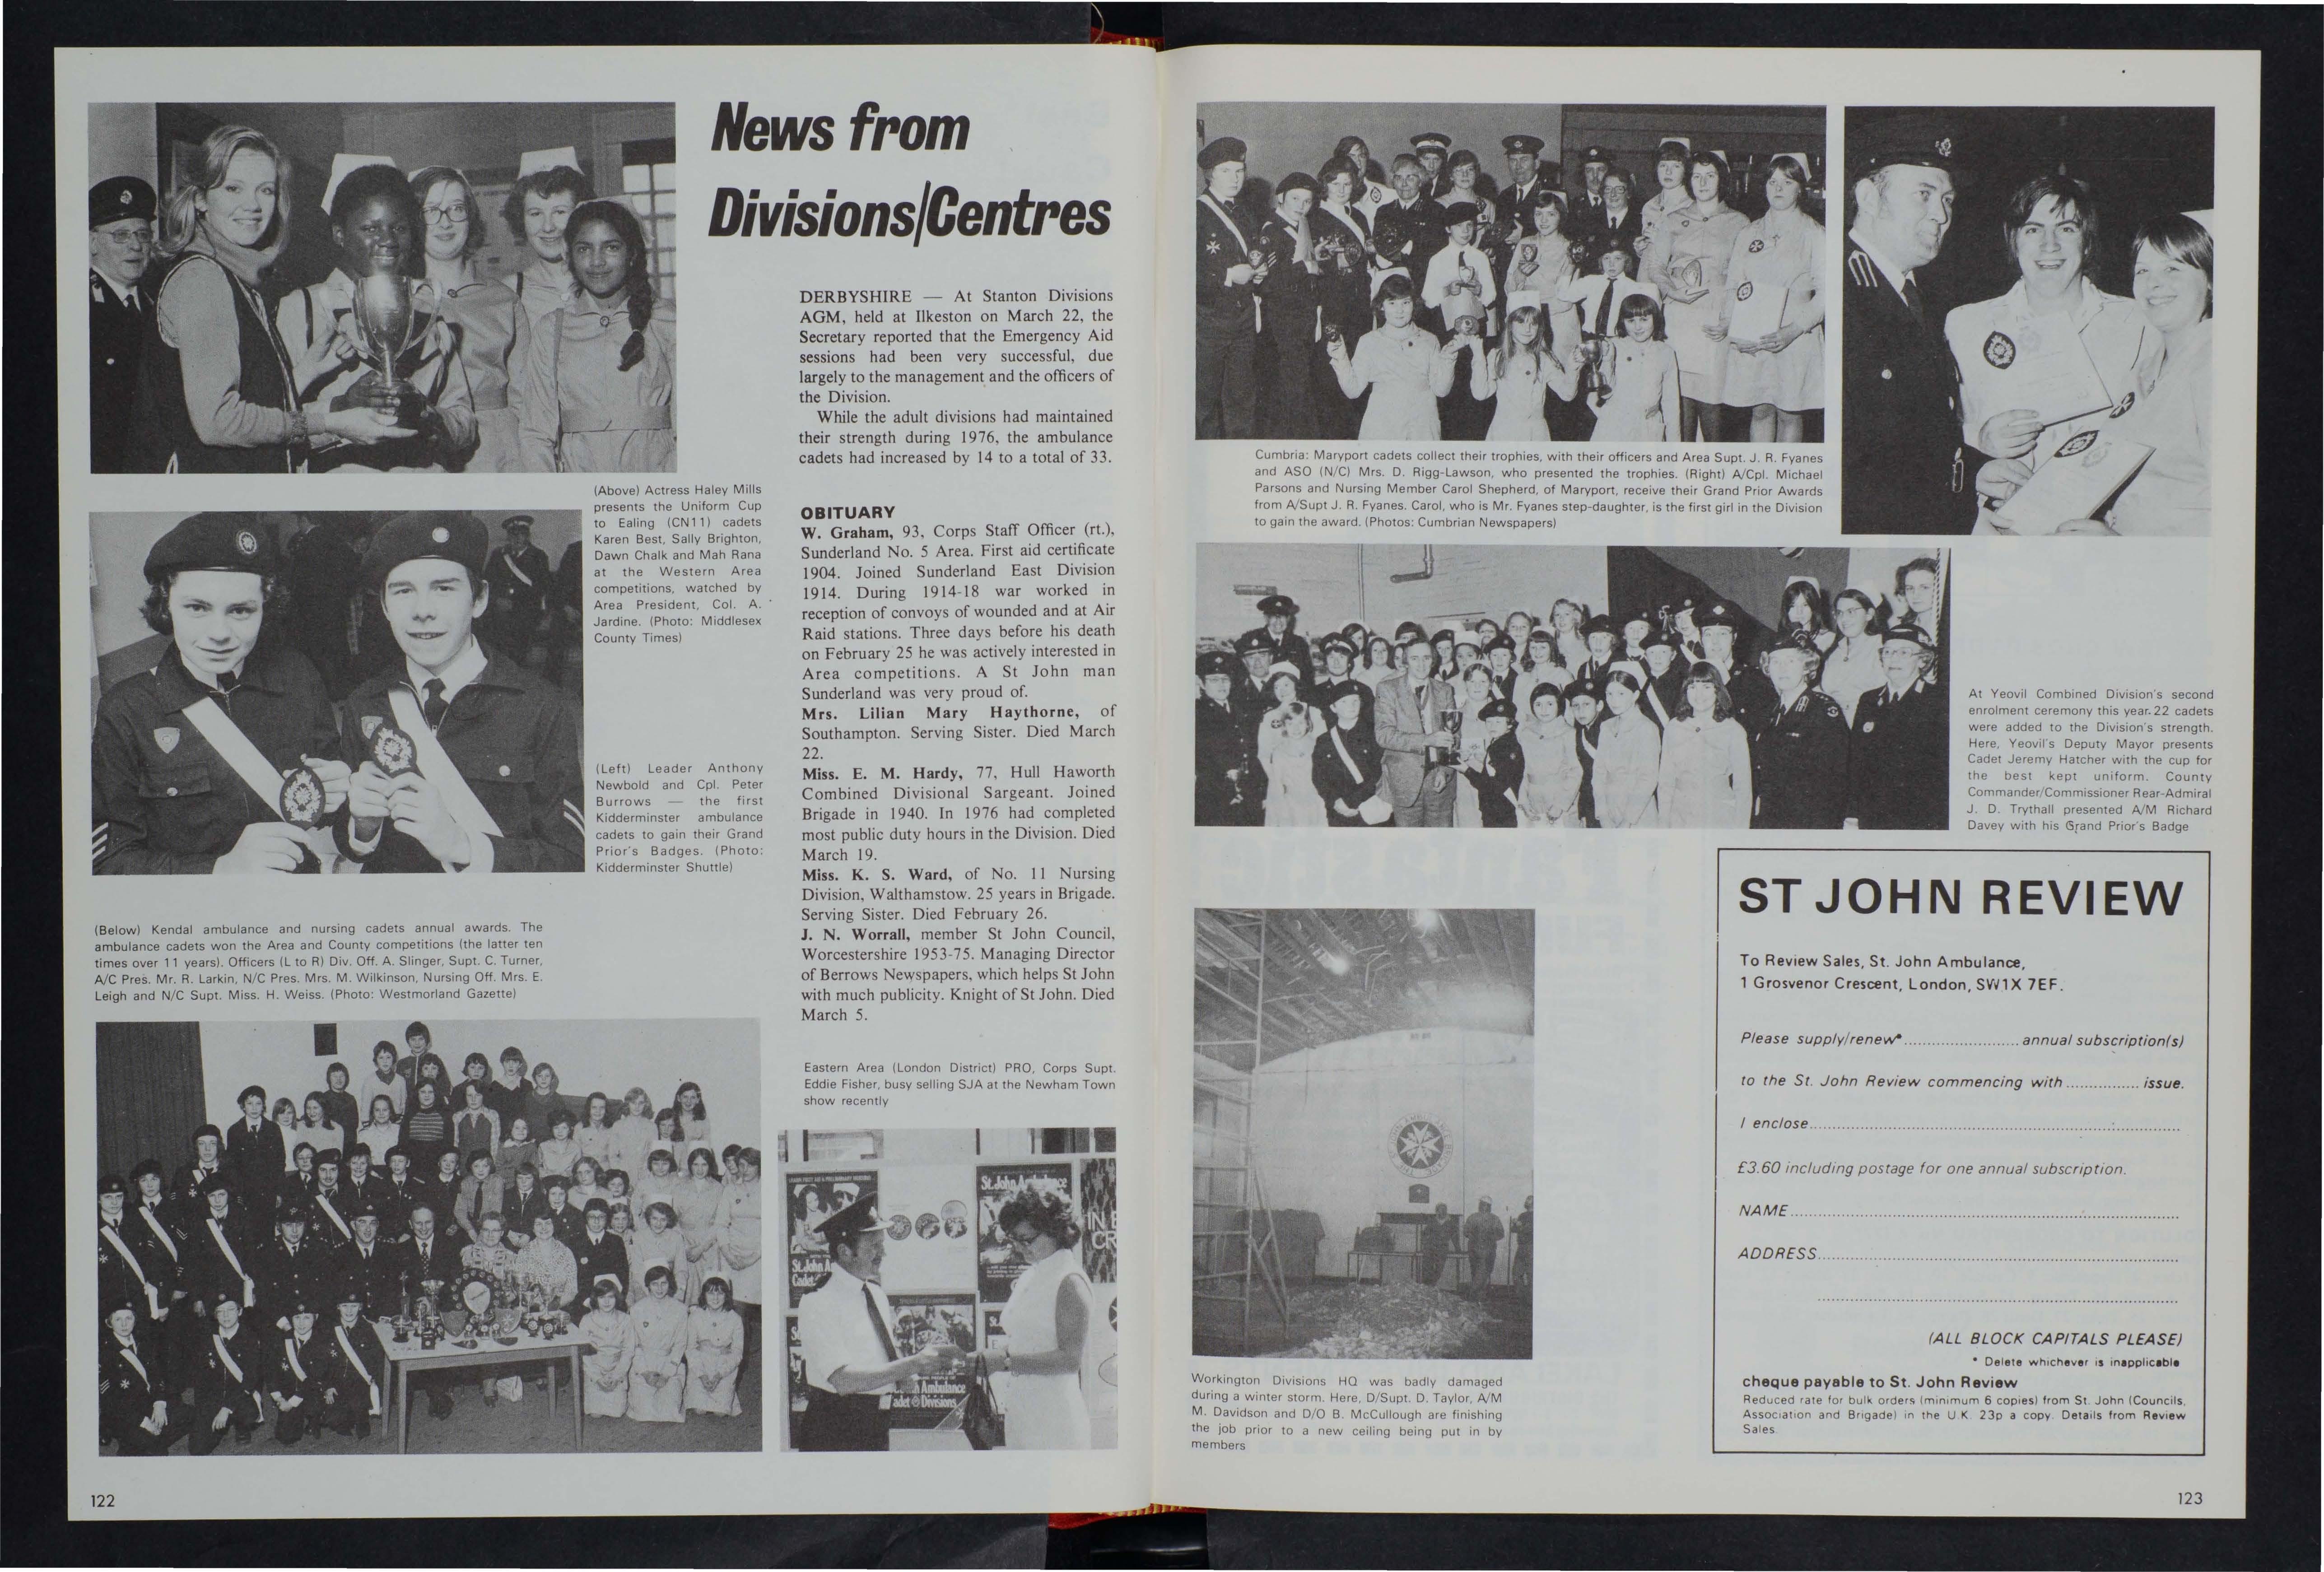 News from
Divisions/Centres
DERBYSHIRE — At Stanton Divisions
AGM, held at Ilkeston on March 22, the
Secretary reported that the Emergency Aid
sessions had been very successful, due
largely to the management and the officers of
the Division.
While the adult divisions had maintained
their strength during 1976, the ambulance
cadets had increased by 14 to a total of 33.
(Above) Actress Haley Mills
presents the Uniform Cup
to Ealing (CN11) cadets
Karen Best, Sally Brighton,
Dawn Chalk and Mah Rana
at the Western Area
competitions, watched by
Area President, Col. A.
Jardine. (Photo: Middlesex
County Times)
(Left) Leader Anthony
Newbold and Cpl. Peter
Burrows — the first
Kidderminster ambulance
cadets to gain their Grand
Prior's Badges. (Photo:
Kidderminster Shuttle)
(Below) Kendal ambulance and nursing cadets annual awards. The
ambulance cadets won the Area and County competitions (the latter ten
times over 11 years). Officers (L to R) Div. Off. A. Slinger, Supt. C. Turner,
A/C Pres. Mr. R. Larkin, N/C Pres. Mrs. M. Wilkinson, Nursing Off. Mrs. E.
Leigh and N/C Supt. Miss. H. Weiss. (Photo: Westmorland Gazette)
OBITUARY
W. Graham, 93, Corps Staff Officer (rt.),
Sunderland No. 5 Area. First aid certificate
1904. Joined Sunderland East Division
1914. During 1914-18 war worked in
reception of convoys of wounded and at Air
Raid stations. Three days before his death
on February 25 he was actively interested in
Area competitions. A St John man
Sunderland was very proud of.
Mrs. Lilian Mary Haythorne, of
Southampton. Serving Sister. Died March
22.
Miss. E. M. Hardy, 77, Hull Haworth
Combined Divisional Sargeant. Joined
Brigade in 1940. In 1976 had completed
most public duty hours in the Division. Died
March 19.
Miss. K. S. Ward, of No. 11 Nursing
Division, Walthamstow. 25 years in Brigade.
Serving Sister. Died February 26.
J. N. Worrall, member St John Council,
Worcestershire 1953-75. Managing Director
of Berrows Newspapers, which helps St John
with much publicity. Knight of St John. Died
March 5.
Eastern Area (London District) PRO, Corps Supt.
Eddie Fisher, busy selling SJA at the Newham Town
show recently
St. John Ambulance
St. John A
Cadet
Ambulance
adet Divisions
122
Cumbria: Maryport cadets collect their trophies, with their officers and Area Supt. J. R. Fyanes
and ASO (N/C) Mrs. D. Rigg-Lawson, who presented the trophies. (Right) A/Cpl. Michael
Parsons and Nursing Member Carol Shepherd, of Maryport, receive their Grand Prior Awards
from A/Supt J. R. Fyanes. Carol, who is Mr. Fyanes step-daughter, is the first girl in the Division
to gain the award. (Photos: Cumbrian Newspapers)
At Yeovil Combined Division's second
enrolment ceremony this year. 22 cadets
were added to the Division's strength.
Here, Yeovil's Deputy Mayor presents
Cadet Jeremy Hatcher with the cup for
the best kept uniform. County
Commander/Commissioner Rear-Admiral
J. D. Trythall presented A/M Richard
Davey with his Grand Prior's Badge
Workington Divisions HQ was badly damaged
during a winter storm. Here, D/Supt. D. Taylor, A/M
M. Davidson and D/O B. McCullough are finishing
the job prior to a new ceiling being put in by
members
ST JOHN REVIEW
To Review Sales, St. John Ambulance,
1 Grosvenor Crescent, London, SW1X 7EF.
Please supply/renew* .......................... annual subscription(s)
to the St. John Review commencing with ................ issue.
I enclose................................................................
£3.60 including postage for one annual subscription.
NAME ................................................................
ADDRESS................................................................
................................................................
(ALL BLOCK CAPITALS PLEASE)
* Delete whichever is inapplicable
cheque payable to St. John Review
Reduced rate for bulk orders (minimum 6 copies) from St. John (Councils,
Association and Brigade) in the U.K. 23p a copy. Details from Review
Sales.
123